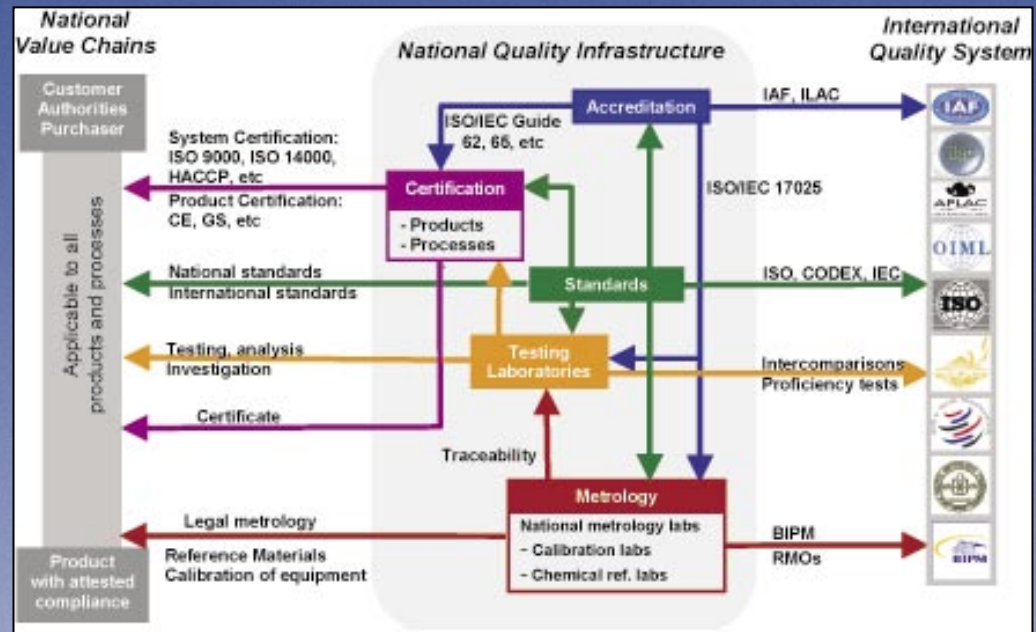 National
Value Chains
National Quality Infrastructure
International
Quality System
Customer
Authorities
Purchaser
Accreditation
IAF, ILAC
IAF
ISO/IEC Guide
62, 65, etc
System Certification:
ISO 9000, ISO 14000,
HACCP, etc
Product Certification:
CE, GS, etc
Certification
- Products
- Processes
ISO/IEC 17025
OIML
Applicable to all
products and processes
National standards
International standards
Standards
ISO, CODEX, IEC
ISO
Testing, analysis
Investigation
Testing
Laboratories
Intercomparisons
Proficiency tests
Certificate
Traceability
Metrology
Legal metrology
National metrology labs
- Calibration labs
- Chemical ref. labs
BIPM
RMOs
BIPM
Reference Materials
Calibration of equipment
Product
with attested
compliance